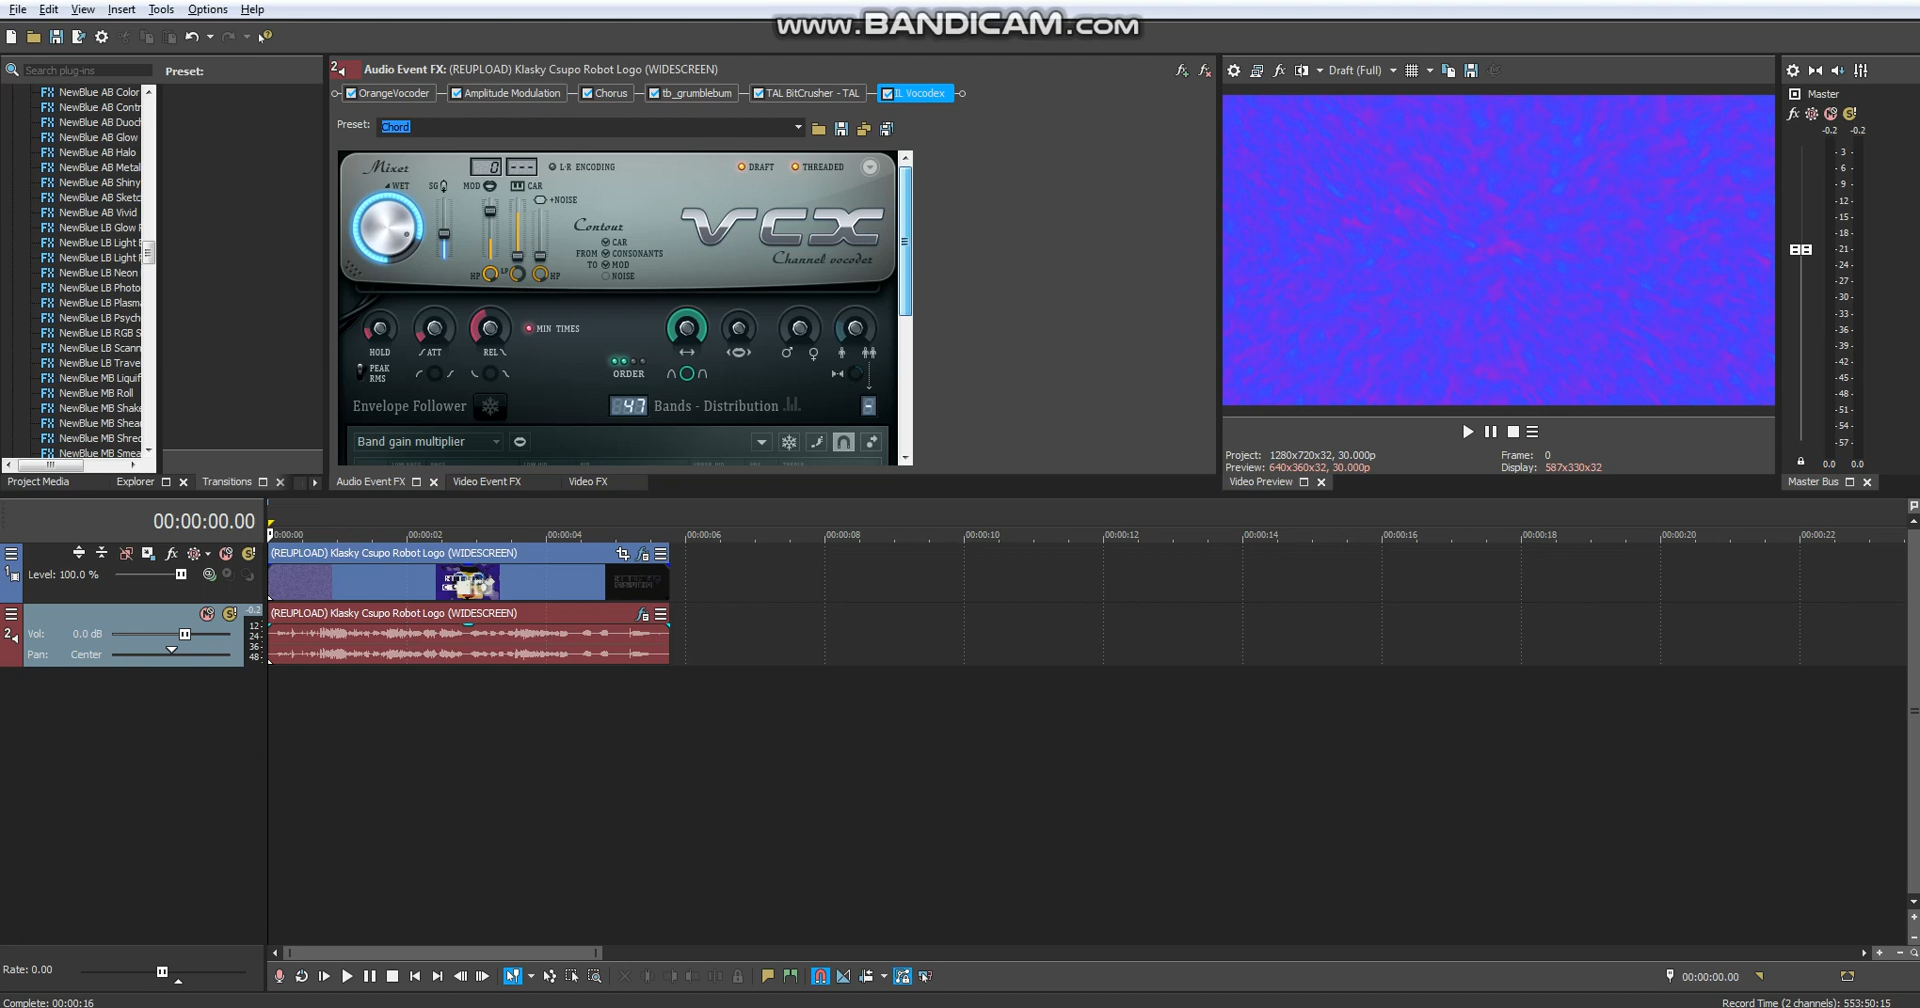 File Edit View Insert Tools Options Help
www.BANDICAM.com
Search plug-ins
Preset:
NewBlue AB Color
NewBlue AB Contr
NewBlue AB Duoch
NewBlue AB Glow
NewBlue AB Halo
NewBlue AB Metal
NewBlue AB Shiny
NewBlue AB Sketc
NewBlue AB Vivid
NewBlue LB Glow F
NewBlue LB Light B
NewBlue LB Light F
NewBlue LB Neon
NewBlue LB Photo
NewBlue LB Plasma
NewBlue LB Psych
NewBlue LB RGB S
NewBlue LB Scann
NewBlue LB Trave
NewBlue MB Liquif
NewBlue MB Roll
NewBlue MB Shake
NewBlue MB Shear
NewBlue MB Shred
NewBlue MB Smea
Project Media Explorer Transitions
2 Audio Event FX: (REUPLOAD) Klasky Csupo Robot Logo (WIDESCREEN)
OrangeVocoder Amplitude Modulation Chorus tb_grumblebum TAL BitCrusher - TAL IL Vocodex
Preset: Chord
Mixer 0 --- L-R ENCODING DRAFT THREADED
WET SG MOD CAR
+NOISE
Contour
CAR
FROM CONSONANTS
TO MOD
NOISE
HP LP HP
VCX
Channel vocoder
HOLD ATT REL MIN TIMES
PEAK
RMS
ORDER
Envelope Follower 47 Bands - Distribution
Band gain multiplier
Audio Event FX Video Event FX Video FX
Draft (Full)
Project: 1280x720x32, 30.000p Frame: 0
Preview: 640x360x32, 30.000p Display: 587x330x32
Video Preview
Master
-0.2 -0.2
3
6
9
12
15
18
21
24
27
30
33
36
39
42
45
48
51
54
57
0.0 0.0
Master Bus
00:00:00.00
0:00:00 00:00:02 00:00:04 00:00:06 00:00:08 00:00:10 00:00:12 00:00:14 00:00:16 00:00:18 00:00:20 00:00:22
(REUPLOAD) Klasky Csupo Robot Logo (WIDESCREEN)
1 Level: 100.0 %
(REUPLOAD) Klasky Csupo Robot Logo (WIDESCREEN)
-0.2
12
24
36
48
2 Vol: 0.0 dB
Pan: Center
Rate: 0.00
00:00:00.00
Complete: 00:00:16
Record Time (2 channels): 553:50:15